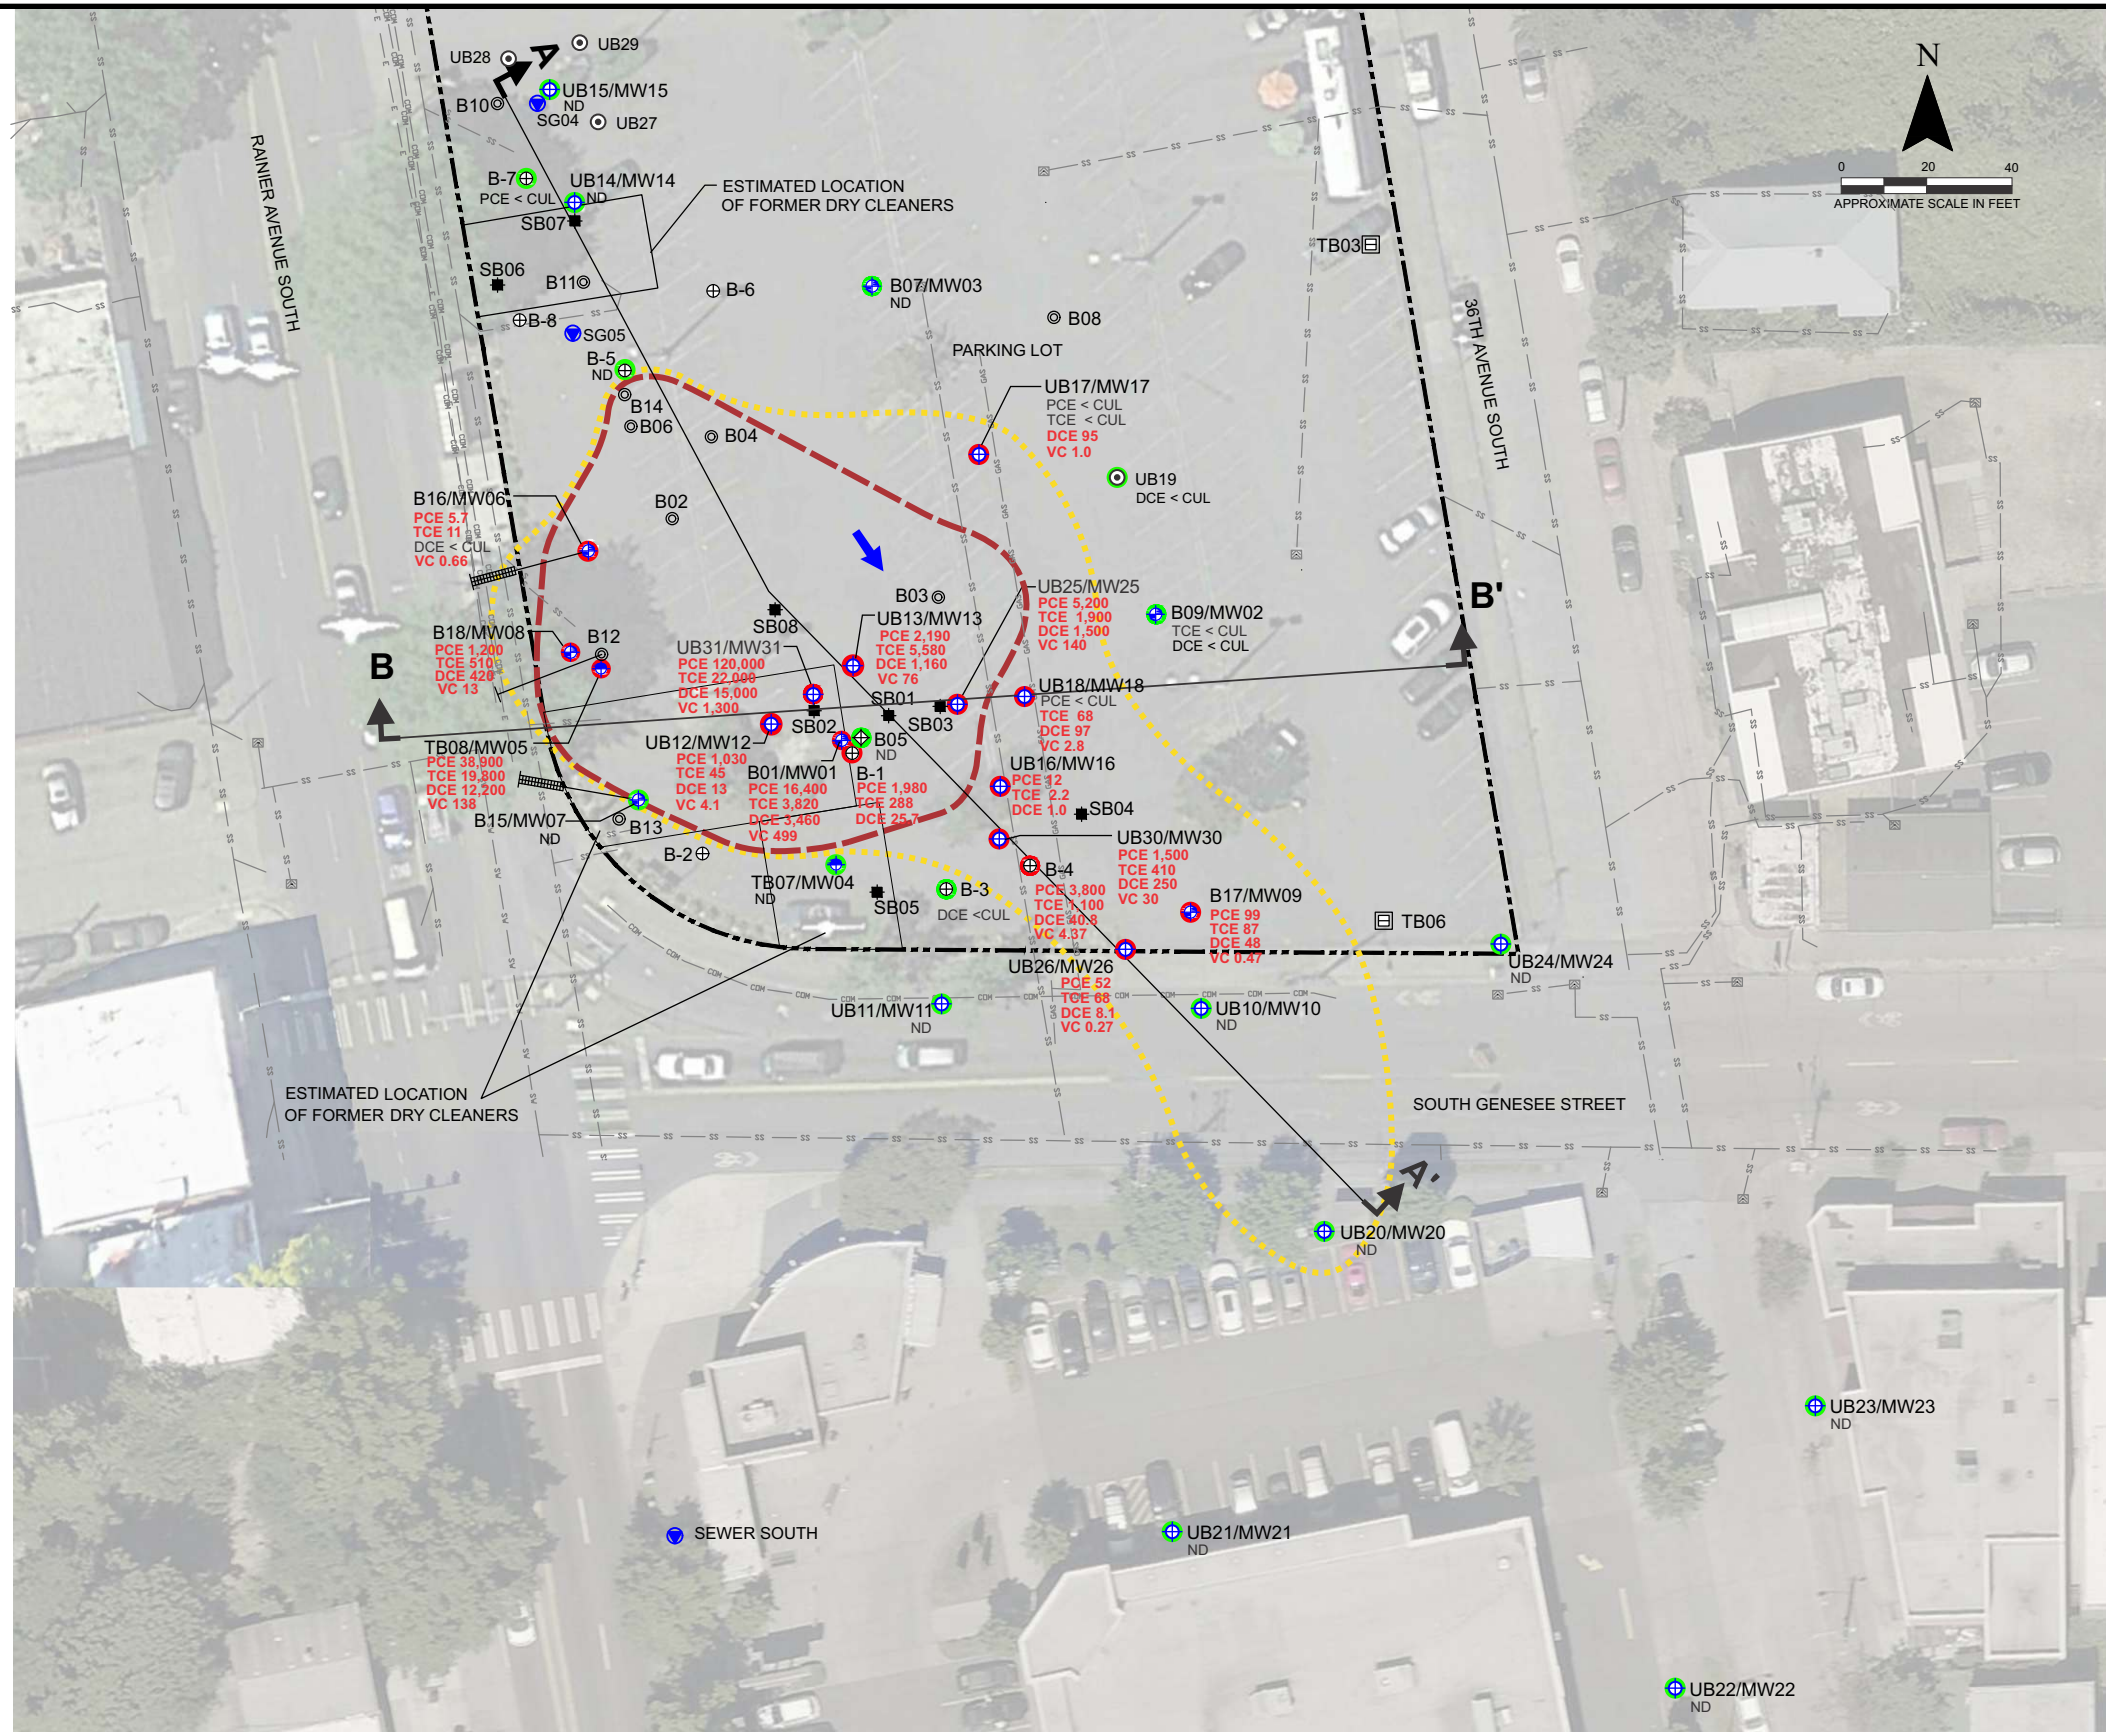 UB28
UB29
A
UB15/MW15
ND
B10
SG04
UB27
N
0 20 40
APPROXIMATE SCALE IN FEET
RAINIER AVENUE SOUTH
B-7
PCE < CUL
UB14/MW14
ND
SB07
ESTIMATED LOCATION
OF FORMER DRY CLEANERS
TB03
SB06
B11
B-6
B07/MW03
ND
B-8
SG05
B08
36TH AVENUE SOUTH
PARKING LOT
B-5
ND
B14
B06
B04
UB17/MW17
PCE < CUL
TCE < CUL
DCE 95
VC 1.0
UB19
DCE < CUL
B16/MW06
PCE 5.7
TCE 11
DCE < CUL
VC 0.66
B02
B03
UB25/MW25
PCE 5,200
TCE 1,900
DCE 1,500
VC 140
B09/MW02
TCE < CUL
DCE < CUL
B'
SB08
UB13/MW13
PCE 2,190
TCE 5,580
DCE 1,160
VC 76
B18/MW08
PCE 1,200
TCE 510
DCE 420
VC 13
B12
B
UB31/MW31
PCE 120,000
TCE 22,000
DCE 15,000
VC 1,300
SB01
SB02
SB03
UB18/MW18
PCE < CUL
TCE 68
DCE 97
VC 2.8
TB08/MW05
PCE 38,900
TCE 19,800
DCE 12,200
VC 138
UB12/MW12
PCE 1,030
TCE 45
DCE 13
VC 4.1
B05
ND
B01/MW01
PCE 16,400
TCE 3,820
DCE 3,460
VC 499
B-1
PCE 1,980
TCE 288
DCE 25.7
UB16/MW16
PCE 12
TCE 2.2
DCE 1.0
SB04
B15/MW07
ND
B13
B-2
UB30/MW30
PCE 1,500
TCE 410
DCE 250
VC 30
TB07/MW04
ND
SB05
B-3
DCE <CUL
B-4
PCE 3,800
TCE 1,100
DCE 40.8
VC 4.37
B17/MW09
PCE 99
TCE 87
DCE 48
VC 0.47
TB06
UB24/MW24
ND
UB26/MW26
PCE 52
TCE 68
DCE 8.1
VC 0.27
UB11/MW11
ND
UB10/MW10
ND
ESTIMATED LOCATION
OF FORMER DRY CLEANERS
SOUTH GENESEE STREET
A'
UB20/MW20
ND
UB23/MW23
ND
SEWER SOUTH
UB21/MW21
ND
UB22/MW22
ND